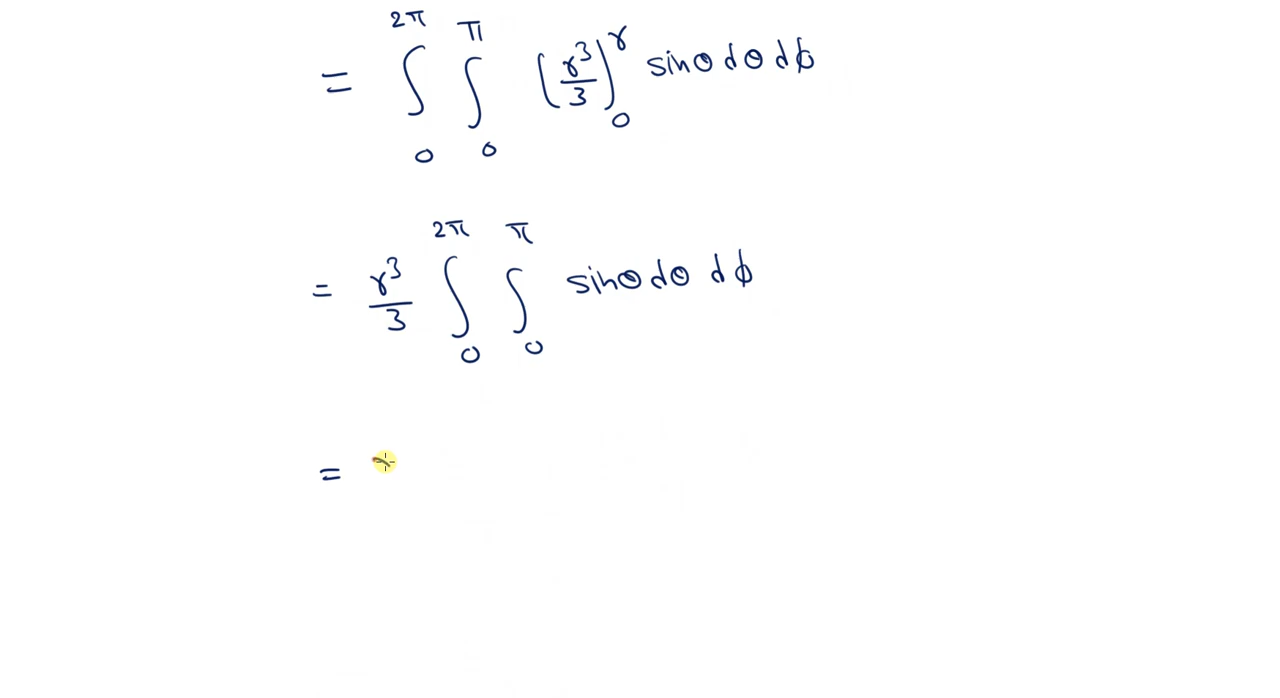 = ∫₀^{2π} ∫₀^{π} (r³/3)₀^r sinθ dθ dϕ
= r³/3 ∫₀^{2π} ∫₀^{π} sinθ dθ dϕ
=